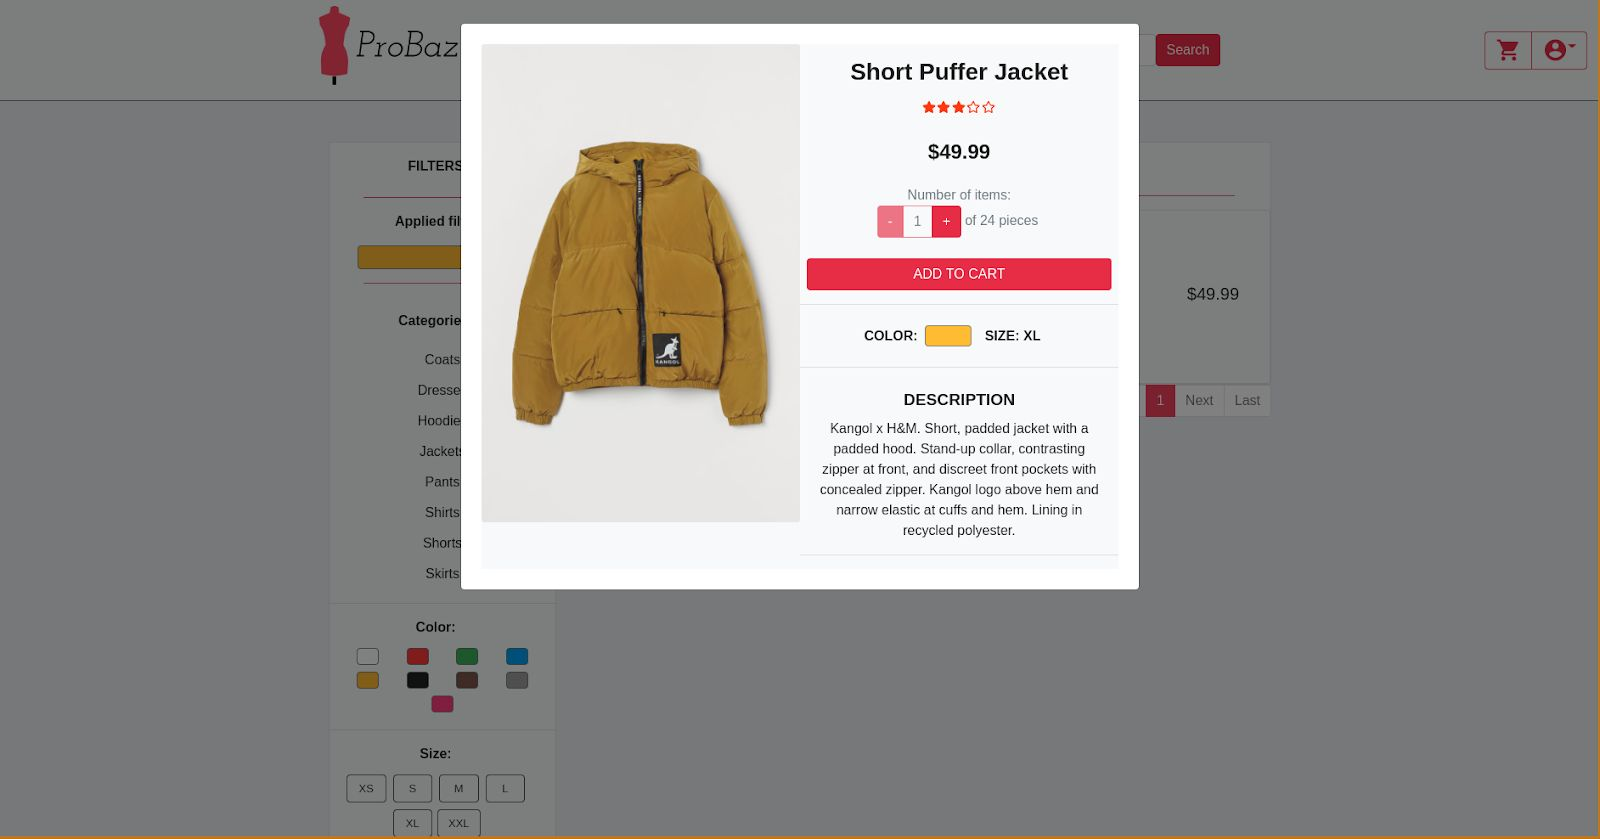 ProBaz
Search
FILTERS
Applied fil
Categorie
Coats
Dresse
Hoodie
Jackets
Pants
Shirts
Shorts
Skirts
Color:
Size:
XS S M L
XL XXL
KANGOL
Short Puffer Jacket
$49.99
Number of items:
- 1 + of 24 pieces
ADD TO CART
COLOR: SIZE: XL
DESCRIPTION
Kangol x H&M. Short, padded jacket with a
padded hood. Stand-up collar, contrasting
zipper at front, and discreet front pockets with
concealed zipper. Kangol logo above hem and
narrow elastic at cuffs and hem. Lining in
recycled polyester.
$49.99
1 Next Last